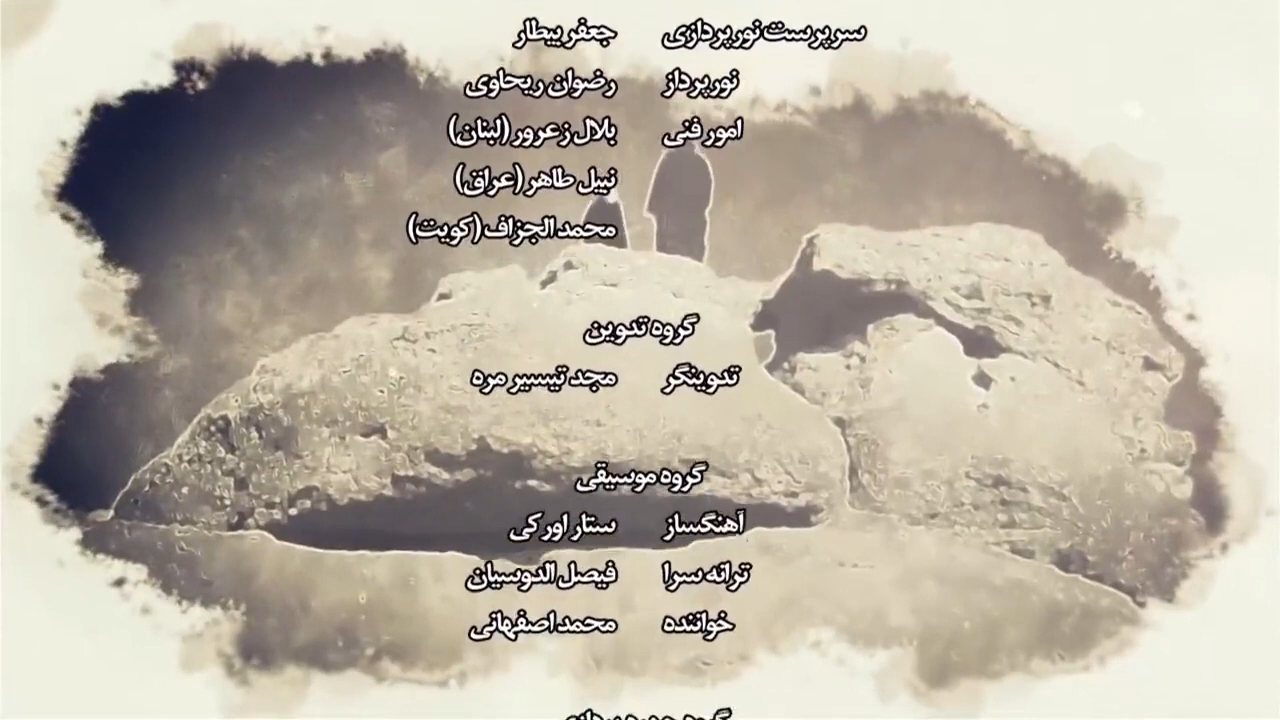 سرپرست نورپردازی جعفر بیطار
نورپرداز رضوان ریحاوی
امور فنی بلال زعرور (لبنان)
نبیل طاهر (عراق)
محمد الجزاف (کویت)
گروه تدوین
تدوینگر مجد تیسیر مره
گروه موسیقی
آهنگساز ستار اورکی
ترانه سرا فیصل الدوسیان
خواننده محمد اصفهانی
گروه